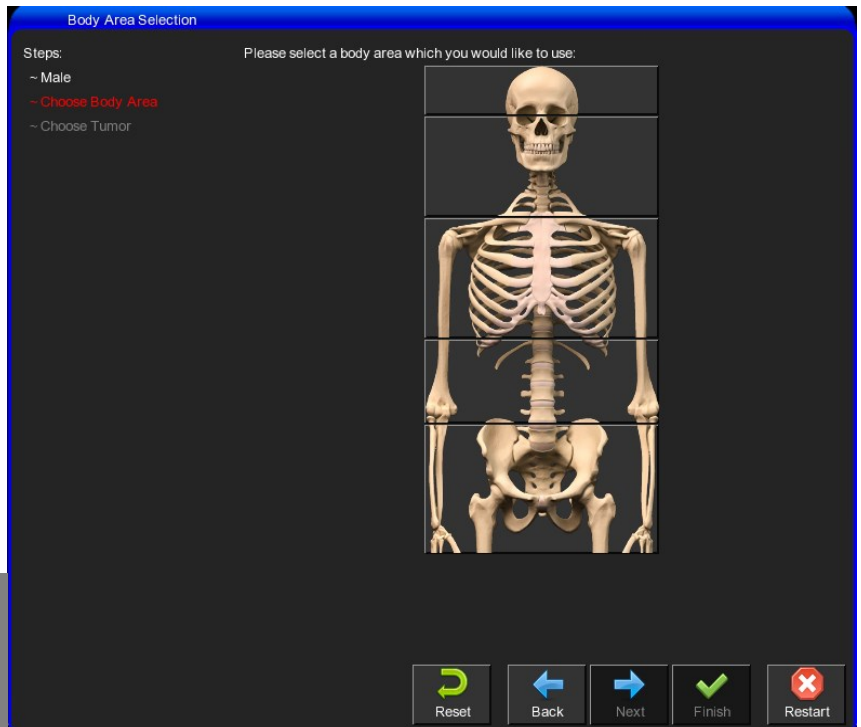 Body Area Selection
Steps:
Please select a body area which you would like to use:
~ Male
~ Choose Body Area
~ Choose Tumor
Reset
Back
Next
Finish
Restart